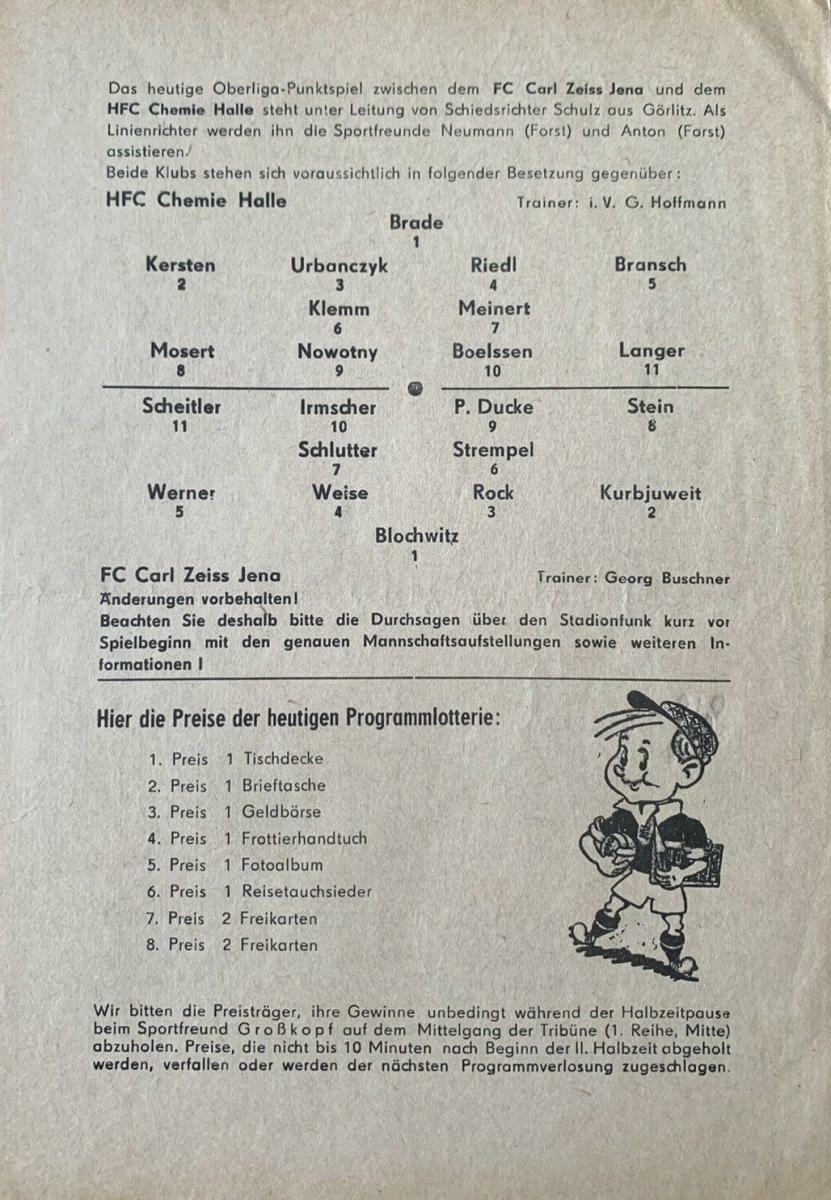 Das heutige Oberliga-Punktspiel zwischen dem FC Carl Zeiss Jena und dem
HFC Chemie Halle steht unter Leitung von Schiedsrichter Schulz aus Görlitz. Als
Linienrichter werden ihn die Sportfreunde Neumann (Forst) und Anton (Forst)
assistieren!
Beide Klubs stehen sich voraussichtlich in folgender Besetzung gegenüber:
HFC Chemie Halle Trainer: i. V. G. Hoffmann
Brade
1
Kersten Urbanczyk Riedl Bransch
2 3 4 5
Klemm Meinert
6 7
Mosert Nowotny Boelssen Langer
8 9 10 11
Scheitler Irmscher P. Ducke Stein
11 10 9 8
Schlutter Strempel
7 6
Werner Weise Rock Kurbjuweit
5 4 3 2
Blochwitz
1
FC Carl Zeiss Jena Trainer: Georg Buschner
Änderungen vorbehalten!
Beachten Sie deshalb bitte die Durchsagen über den Stadionfunk kurz vor
Spielbeginn mit den genauen Mannschaftsaufstellungen sowie weiteren In-
formationen !
Hier die Preise der heutigen Programmlotterie:
1. Preis 1 Tischdecke
2. Preis 1 Brieftasche
3. Preis 1 Geldbörse
4. Preis 1 Frottierhandtuch
5. Preis 1 Fotoalbum
6. Preis 1 Reisetauchsieder
7. Preis 2 Freikarten
8. Preis 2 Freikarten
Wir bitten die Preisträger, ihre Gewinne unbedingt während der Halbzeitpause
beim Sportfreund Großkopf auf dem Mittelgang der Tribüne (1. Reihe, Mitte)
abzuholen. Preise, die nicht bis 10 Minuten nach Beginn der II. Halbzeit abgeholt
werden, verfallen oder werden der nächsten Programmverlosung zugeschlagen.